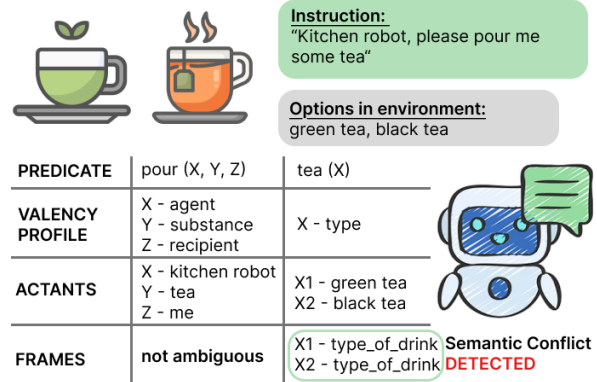 Instruction:
"Kitchen robot, please pour me
some tea"
Options in environment:
green tea, black tea
PREDICATE pour (X, Y, Z) tea (X)
VALENCY
PROFILE
X - agent
Y - substance
Z - recipient
X - type
ACTANTS
X - kitchen robot
Y - tea
Z - me
X1 - green tea
X2 - black tea
FRAMES
not ambiguous
X1 - type_of_drink
X2 - type_of_drink
Semantic Conflict
DETECTED